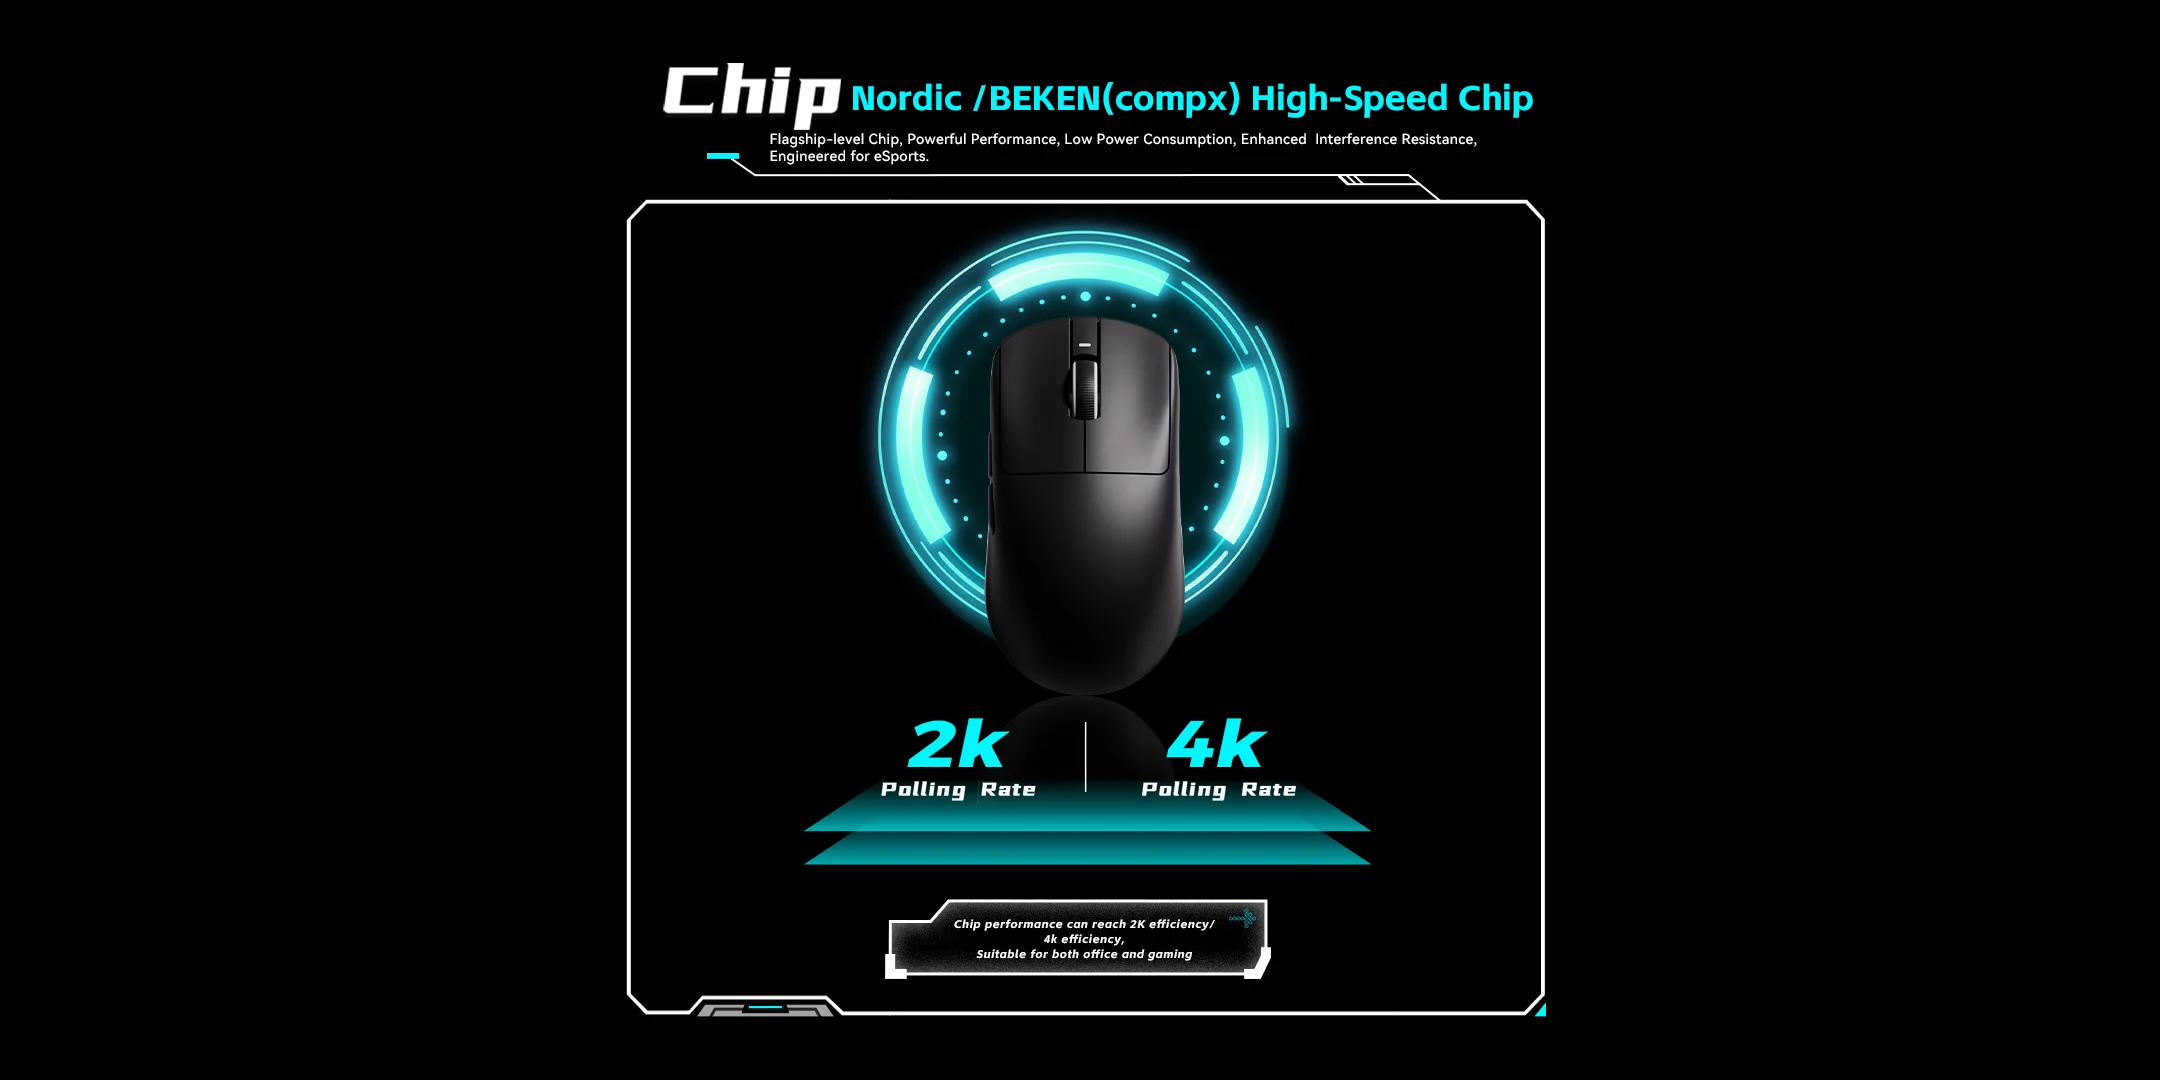 Chip Nordic /BEKEN(compx) High-Speed Chip
Flagship-level Chip, Powerful Performance, Low Power Consumption, Enhanced Interference Resistance,
Engineered for eSports.
2k
Polling Rate
4k
Polling Rate
Chip performance can reach 2K efficiency/
4k efficiency,
Suitable for both office and gaming